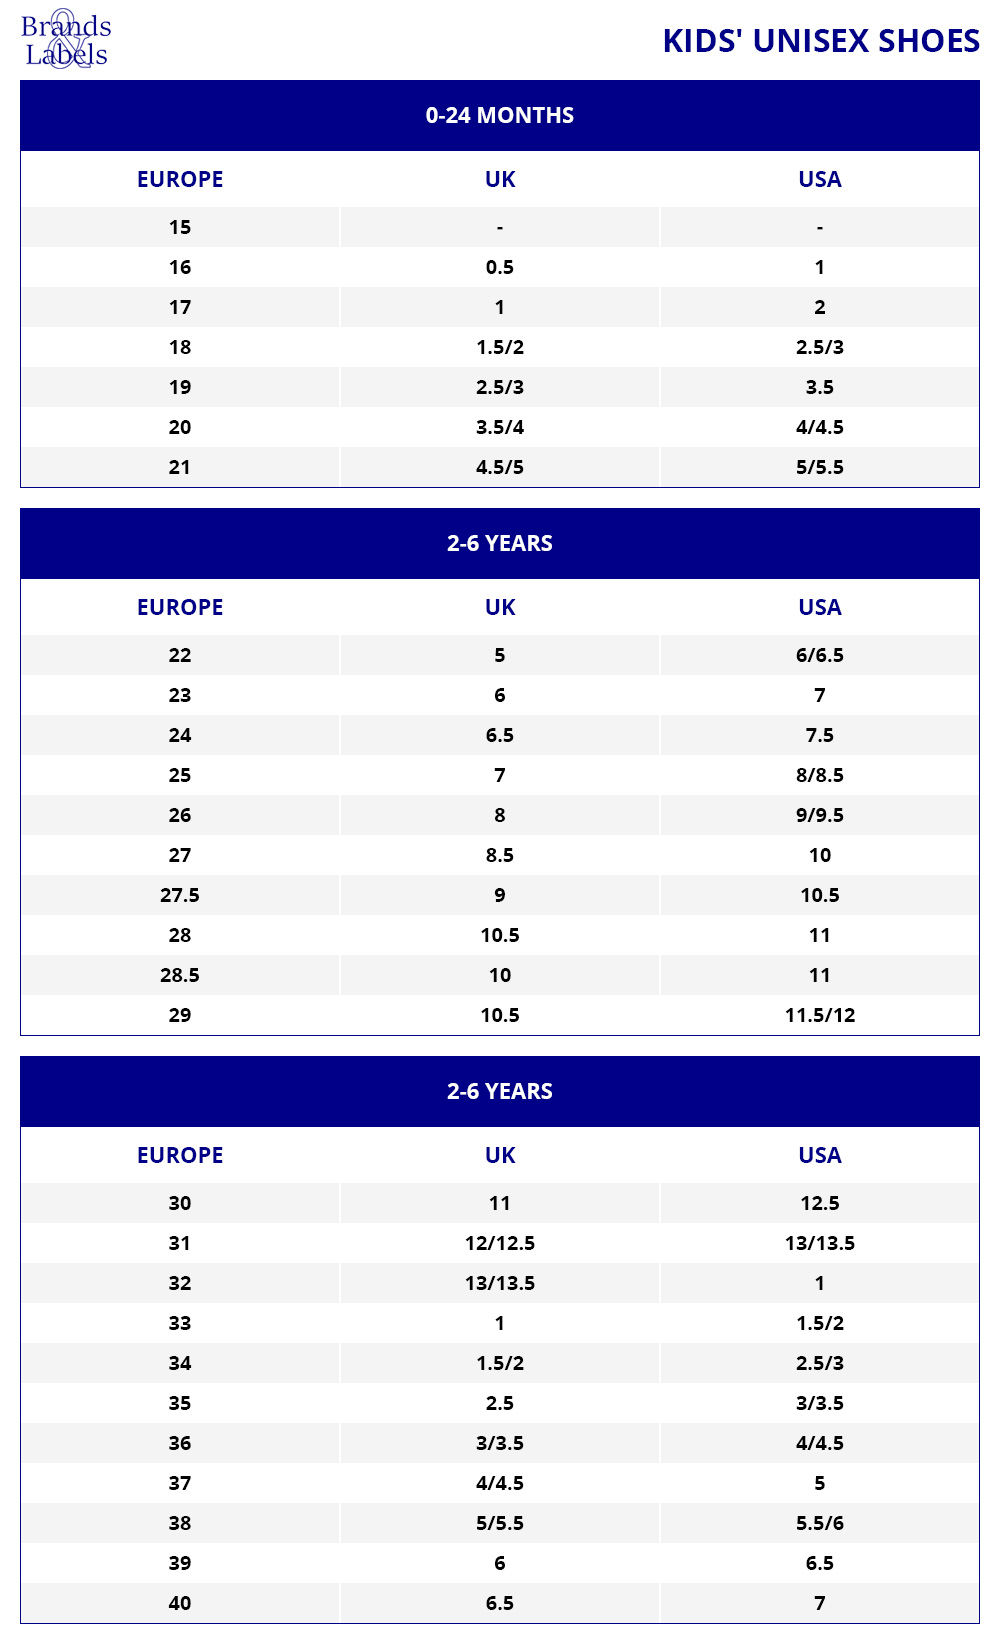 Brands
&
Labels
KIDS' UNISEX SHOES
0-24 MONTHS
EUROPE UK USA
15 - -
16 0.5 1
17 1 2
18 1.5/2 2.5/3
19 2.5/3 3.5
20 3.5/4 4/4.5
21 4.5/5 5/5.5
2-6 YEARS
EUROPE UK USA
22 5 6/6.5
23 6 7
24 6.5 7.5
25 7 8/8.5
26 8 9/9.5
27 8.5 10
27.5 9 10.5
28 10.5 11
28.5 10 11
29 10.5 11.5/12
2-6 YEARS
EUROPE UK USA
30 11 12.5
31 12/12.5 13/13.5
32 13/13.5 1
33 1 1.5/2
34 1.5/2 2.5/3
35 2.5 3/3.5
36 3/3.5 4/4.5
37 4/4.5 5
38 5/5.5 5.5/6
39 6 6.5
40 6.5 7